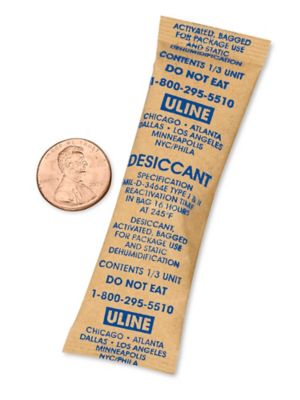 ACTIVATED, BAGGED
FOR PACKAGE USE
AND STATIC
DEHUMIDIFICATION
CONTENTS 1/3 UNIT
DO NOT EAT
1-800-295-5510
ULINE
CHICAGO • ATLANTA
DALLAS • LOS ANGELES
MINNEAPOLIS
NYC/PHILA
DESICCANT
SPECIFICATION
MIL-D-3464E TYPE I & II
REACTIVATION TIME
IN BAG 16 HOURS
AT 245°F
DESICCANT,
ACTIVATED, BAGGED
FOR PACKAGE USE
AND STATIC
DEHUMIDIFICATION
CONTENTS 1/3 UNIT
DO NOT EAT
1-800-295-5510
ULINE
CHICAGO • ATLANTA
DALLAS • LOS ANGELES
MINNEAPOLIS
NYC/PHILA